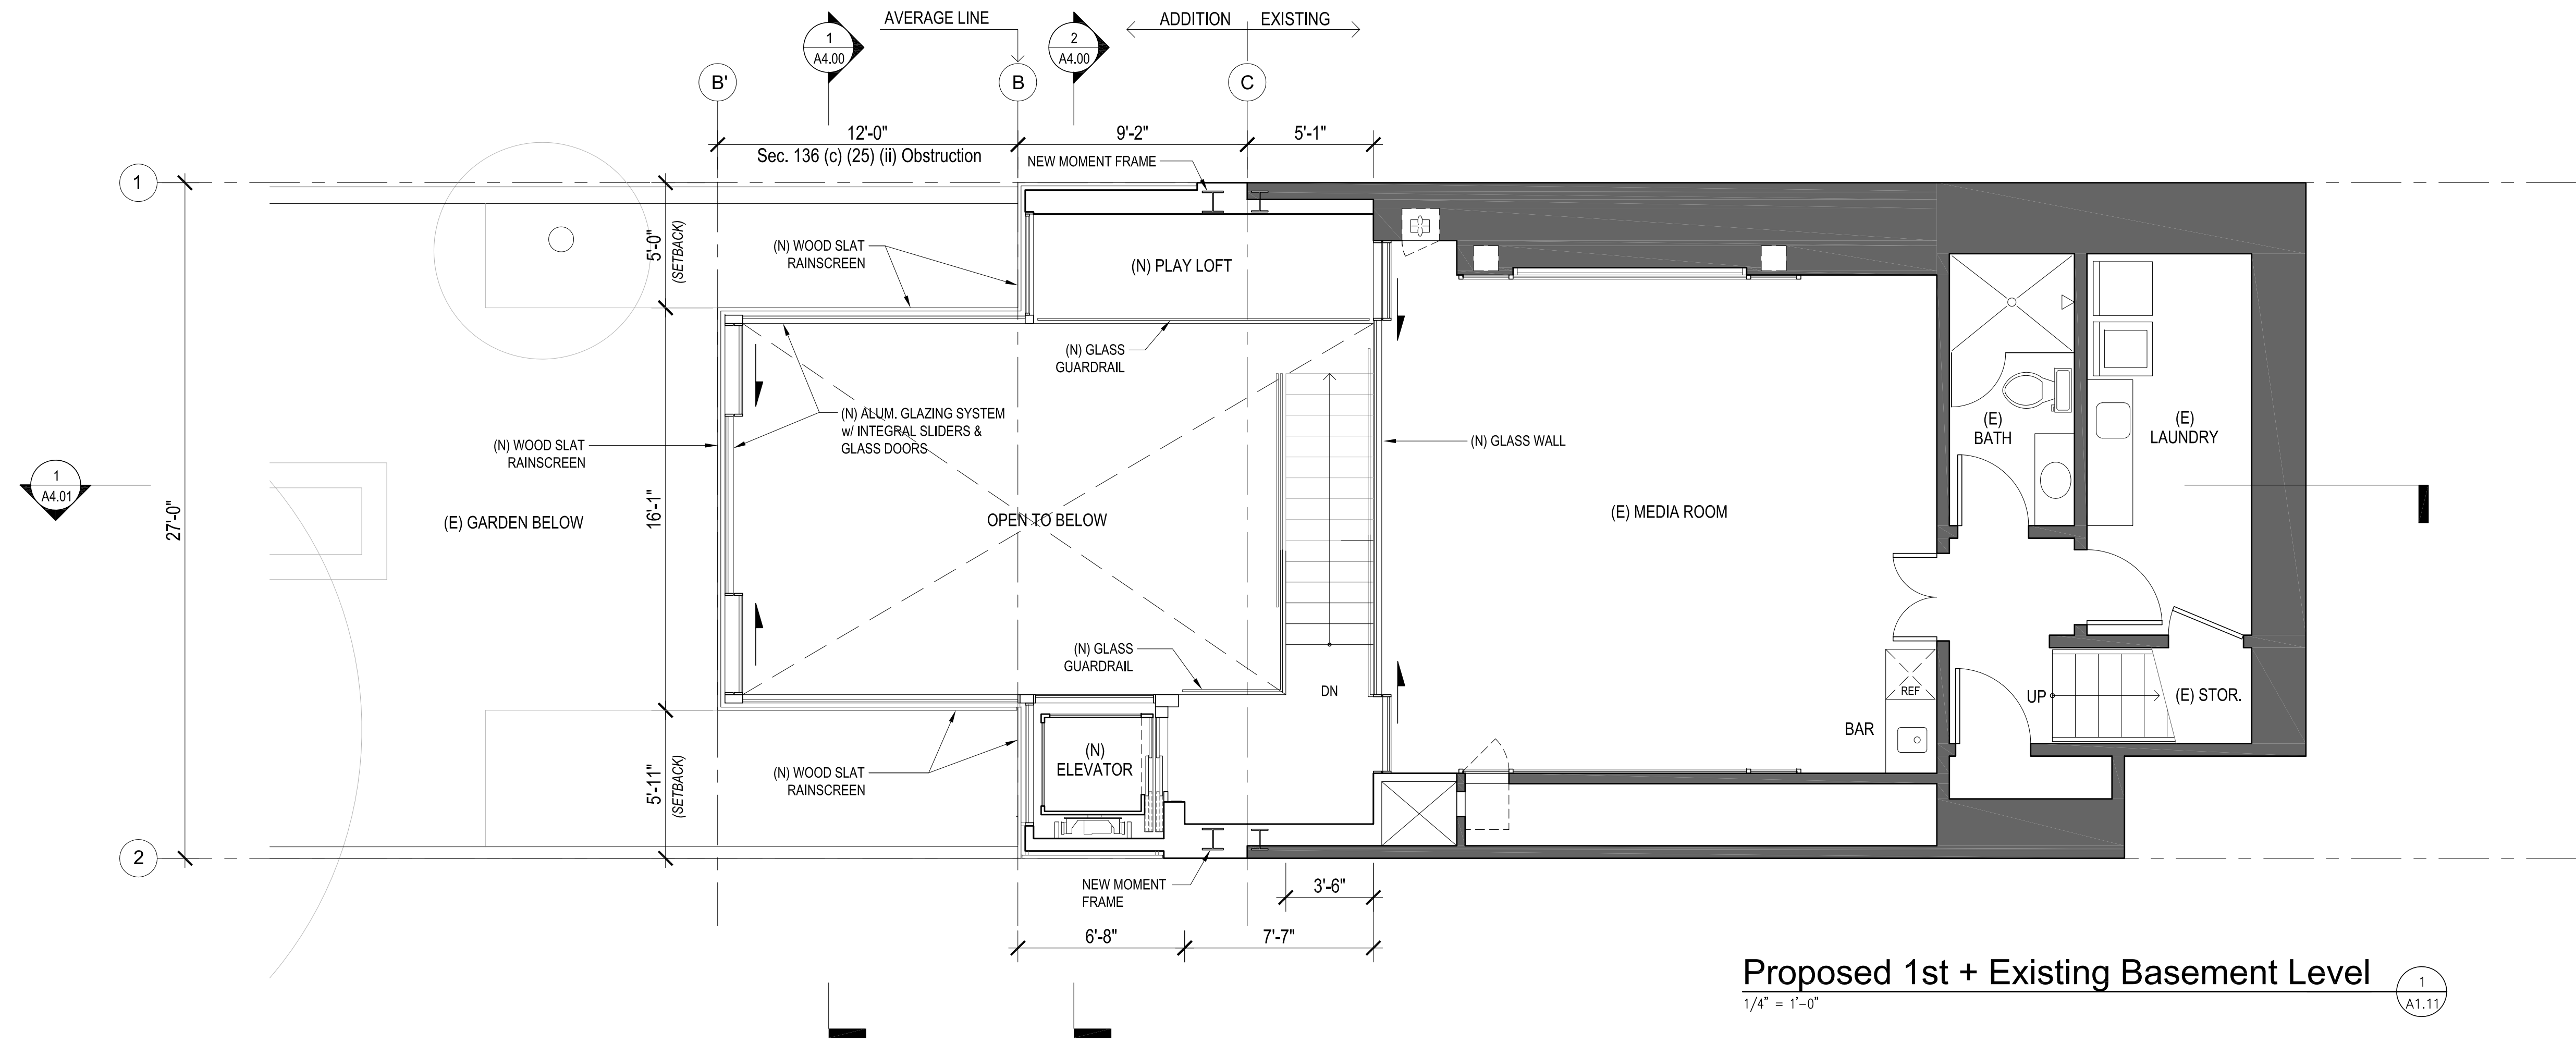 AVERAGE LINE
ADDITION EXISTING
1
A4.00
2
A4.00
B'
B
C
12'-0"
9'-2"
5'-1"
Sec. 136 (c) (25) (ii) Obstruction
NEW MOMENT FRAME
1
5'-0"
(SETBACK)
(N) WOOD SLAT
RAINSCREEN
(N) PLAY LOFT
(N) GLASS
GUARDRAIL
(N) ALUM. GLAZING SYSTEM
w/ INTEGRAL SLIDERS &
GLASS DOORS
(N) WOOD SLAT
RAINSCREEN
(N) GLASS WALL
(E)
BATH
(E)
LAUNDRY
1
A4.01
27'-0"
16'-1"
(E) GARDEN BELOW
OPEN TO BELOW
(E) MEDIA ROOM
(N) GLASS
GUARDRAIL
DN
REF
UP
(E) STOR.
BAR
(N) WOOD SLAT
RAINSCREEN
(N)
ELEVATOR
5'-11"
(SETBACK)
2
NEW MOMENT
FRAME
3'-6"
6'-8"
7'-7"
Proposed 1st + Existing Basement Level
1/4" = 1'-0"
1
A1.11